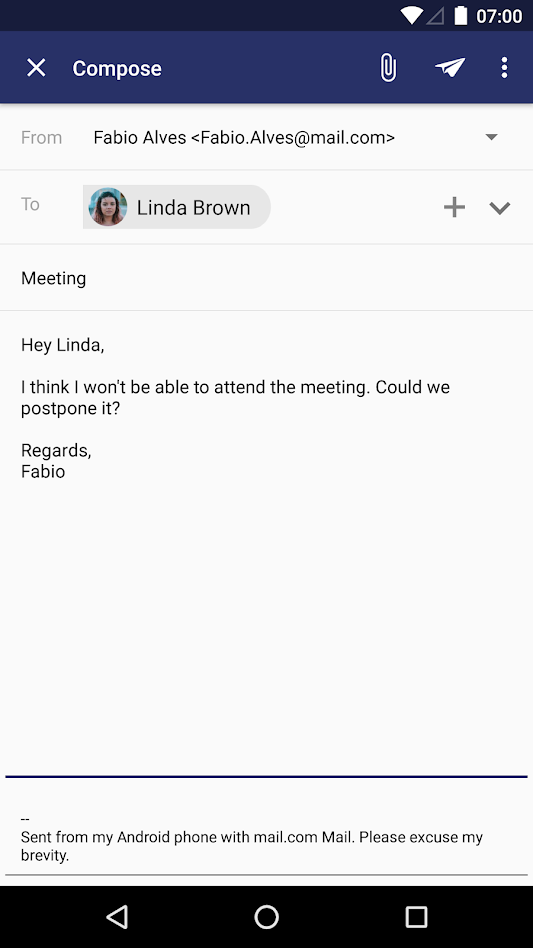 07:00
Compose
From Fabio Alves <Fabio.Alves@mail.com>
To Linda Brown
Meeting
Hey Linda,
I think I won't be able to attend the meeting. Could we
postpone it?
Regards,
Fabio
--
Sent from my Android phone with mail.com Mail. Please excuse my
brevity.